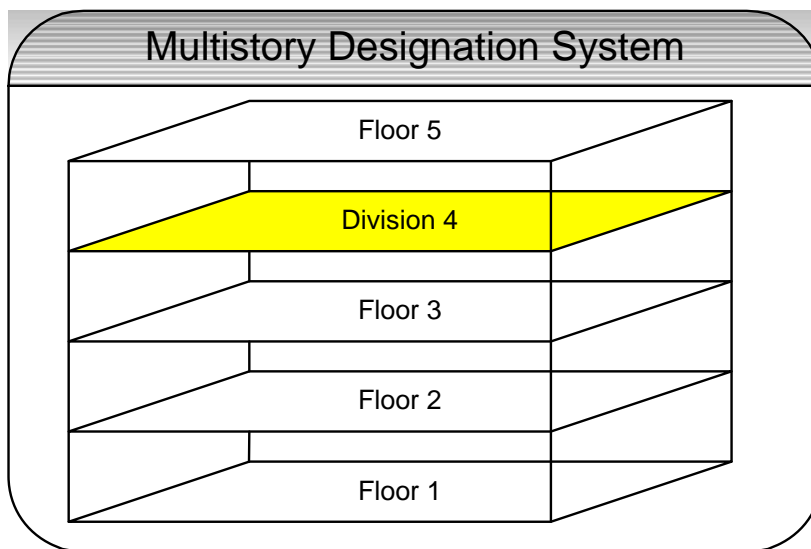 Multistory Designation System
Floor 5
Division 4
Floor 3
Floor 2
Floor 1